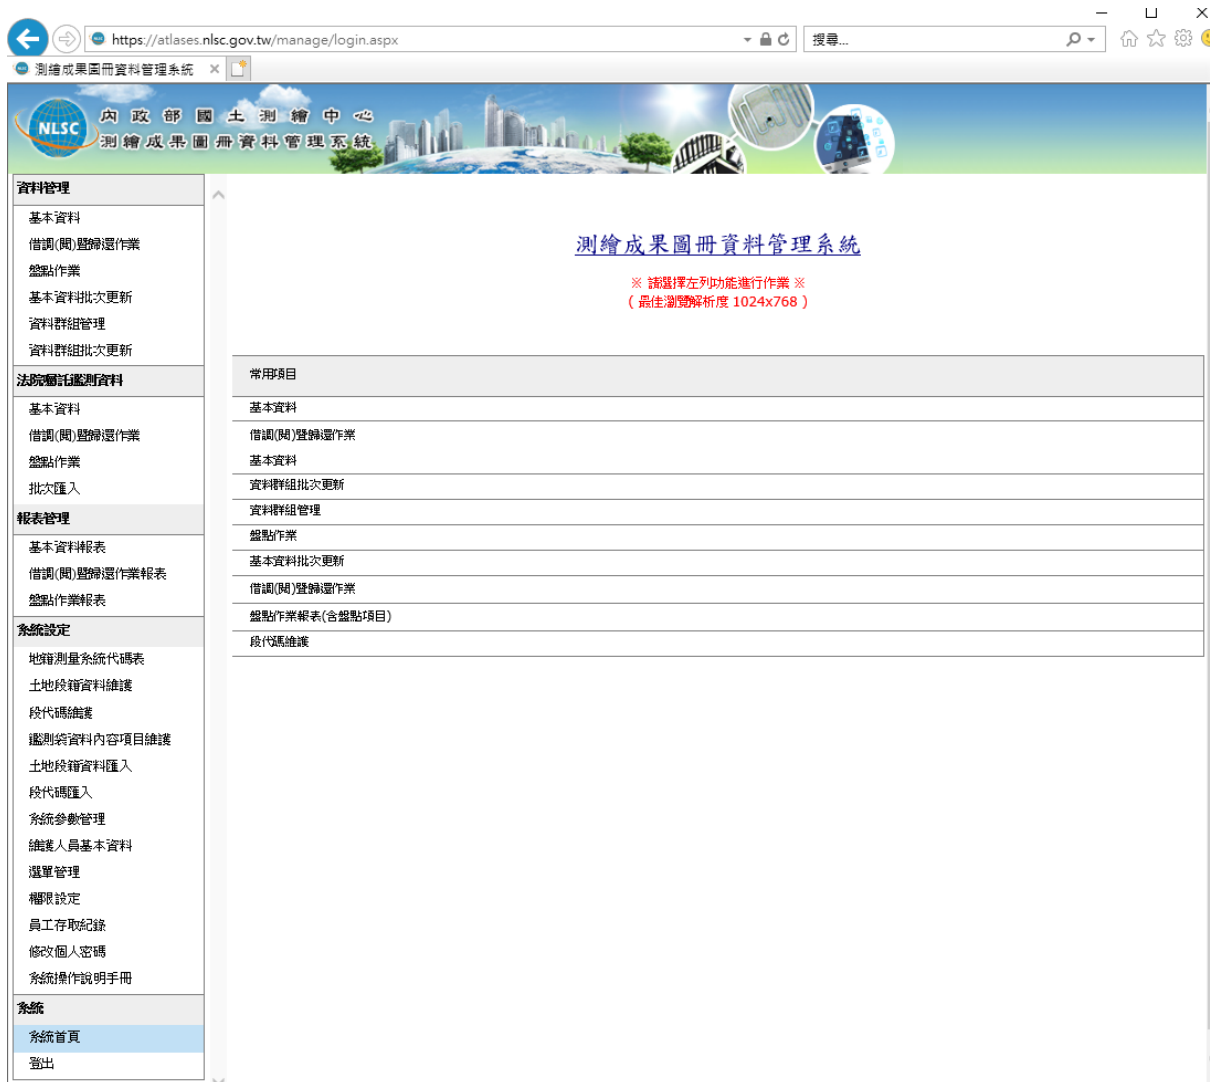 https://atlases.nlsc.gov.tw/manage/login.aspx
搜尋...
測繪成果圖冊資料管理系統
NLSC
內政部國土測繪中心
測繪成果圖冊資料管理系統
資料管理
基本資料
借調(閱)暨歸還作業
盤點作業
基本資料批次更新
資料群組管理
資料群組批次更新
法院囑託鑑測資料
基本資料
借調(閱)暨歸還作業
盤點作業
批次匯入
報表管理
基本資料報表
借調(閱)暨歸還作業報表
盤點作業報表
系統設定
地籍測量系統代碼表
土地段籍資料維護
段代碼維護
鑑測袋資料內容項目維護
土地段籍資料匯入
段代碼匯入
系統參數管理
維護人員基本資料
選單管理
權限設定
員工存取紀錄
修改個人密碼
系統操作說明手冊
系統
系統首頁
登出
測繪成果圖冊資料管理系統
※ 請選擇左列功能進行作業 ※
( 最佳瀏覽解析度 1024x768 )
常用項目
基本資料
借調(閱)暨歸還作業
基本資料
資料群組批次更新
資料群組管理
盤點作業
基本資料批次更新
借調(閱)暨歸還作業
盤點作業報表(含盤點項目)
段代碼維護